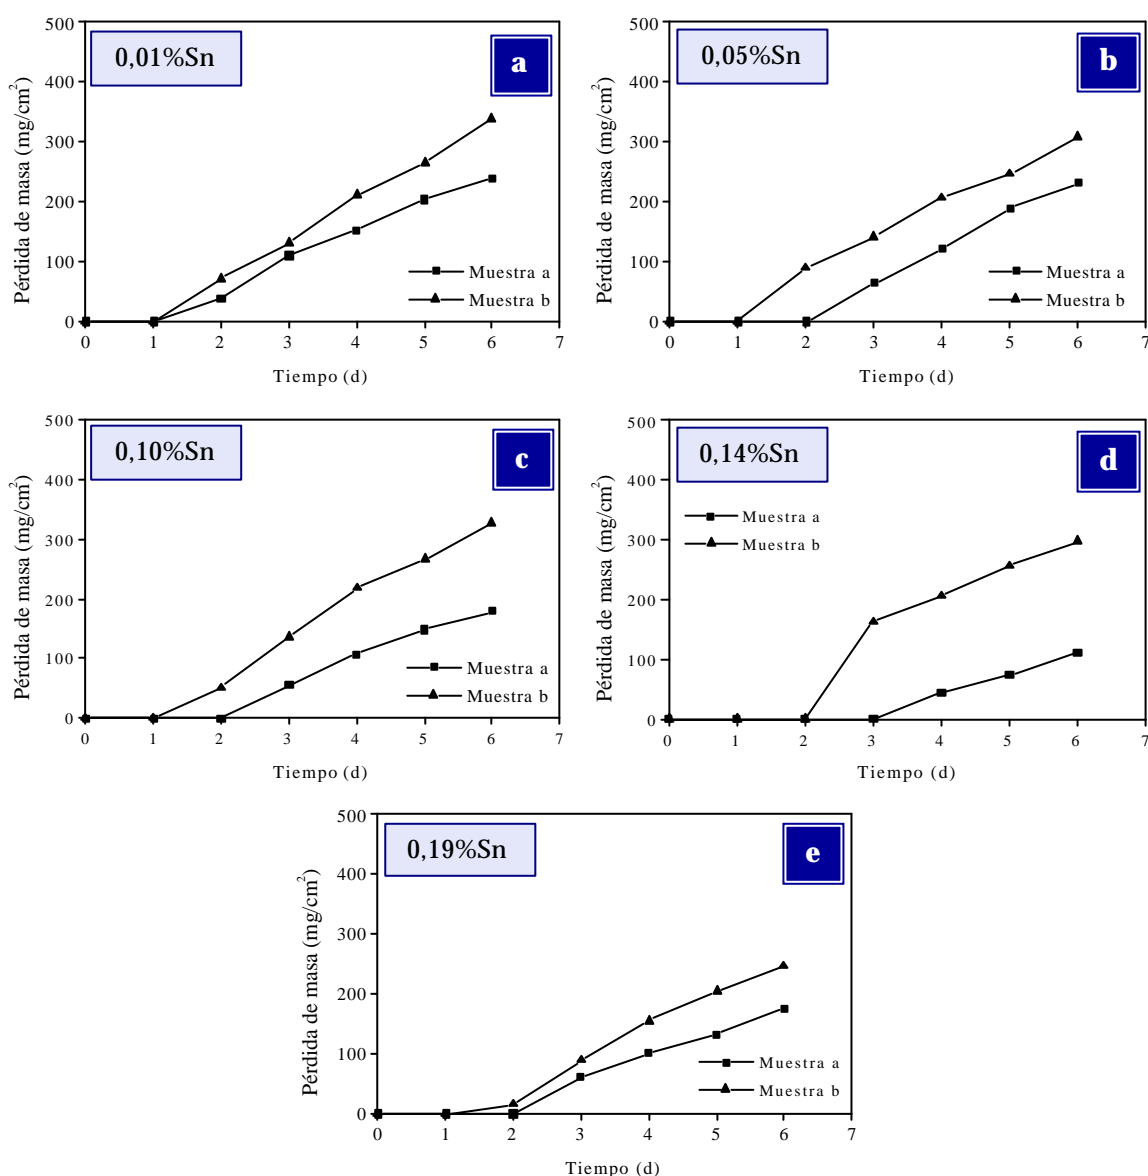 0,01%Sn
a
Pérdida de masa (mg/cm²)
500
400
300
200
100
0
Muestra a
Muestra b
0 1 2 3 4 5 6 7
Tiempo (d)
0,05%Sn
b
Pérdida de masa (mg/cm²)
500
400
300
200
100
0
Muestra a
Muestra b
0 1 2 3 4 5 6 7
Tiempo (d)
0,10%Sn
c
Pérdida de masa (mg/cm²)
500
400
300
200
100
0
Muestra a
Muestra b
0 1 2 3 4 5 6 7
Tiempo (d)
0,14%Sn
d
Pérdida de masa (mg/cm²)
500
400
300
200
100
0
Muestra a
Muestra b
0 1 2 3 4 5 6 7
Tiempo (d)
0,19%Sn
e
Pérdida de masa (mg/cm²)
500
400
300
200
100
0
Muestra a
Muestra b
0 1 2 3 4 5 6 7
Tiempo (d)